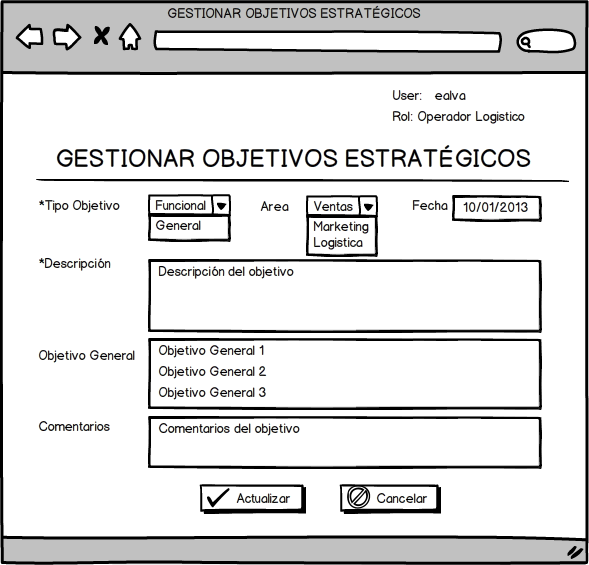 GESTIONAR OBJETIVOS ESTRATÉGICOS
User: ealva
Rol: Operador Logistico
GESTIONAR OBJETIVOS ESTRATÉGICOS
*Tipo Objetivo Funcional Area Ventas Fecha 10/01/2013
General Marketing
Logistica
*Descripción Descripción del objetivo
Objetivo General Objetivo General 1
Objetivo General 2
Objetivo General 3
Comentarios Comentarios del objetivo
Actualizar Cancelar